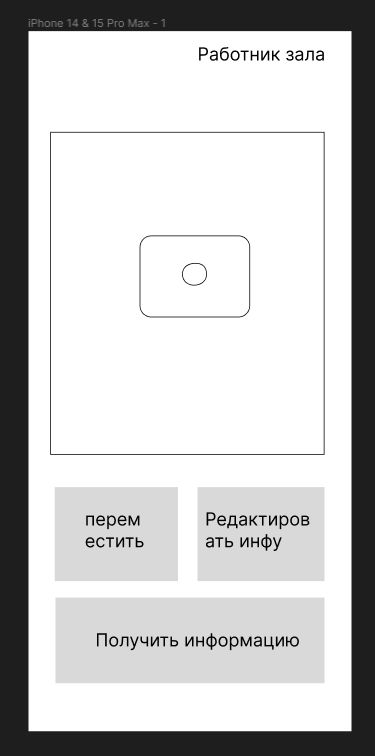 iPhone 14 & 15 Pro Max - 1
Работник зала
перем
естить
Редактиров
ать инфу
Получить информацию